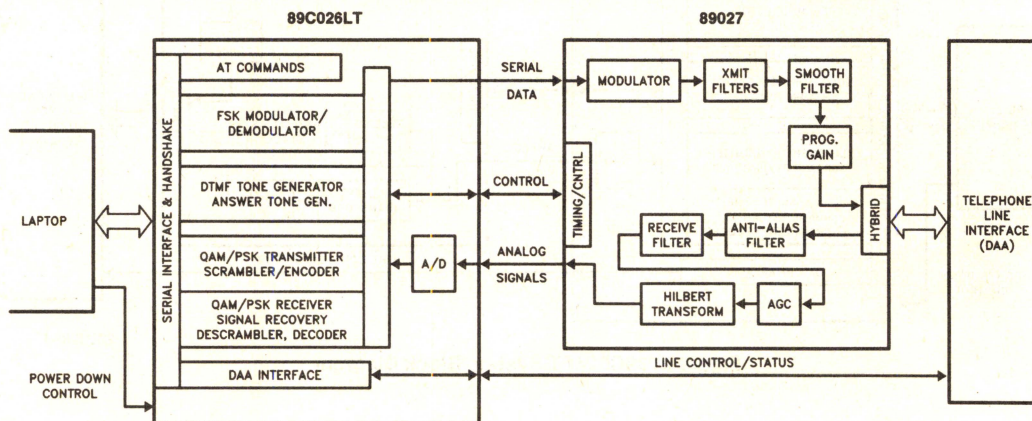 89C026LT
89027
LAPTOP
POWER DOWN
CONTROL
SERIAL INTERFACE & HANDSHAKE
AT COMMANDS
FSK MODULATOR/
DEMODULATOR
DTMF TONE GENERATOR
ANSWER TONE GEN.
QAM/PSK TRANSMITTER
SCRAMBLER/ENCODER
QAM/PSK RECEIVER
SIGNAL RECOVERY
DESCRAMBLER, DECODER
DAA INTERFACE
A/D
SERIAL
DATA
CONTROL
ANALOG
SIGNALS
TIMING/CNTRL
MODULATOR
XMIT
FILTERS
SMOOTH
FILTER
PROG.
GAIN
HYBRID
RECEIVE
FILTER
ANTI-ALIAS
FILTER
HILBERT
TRANSFORM
AGC
LINE CONTROL/STATUS
TELEPHONE
LINE
INTERFACE
(DAA)